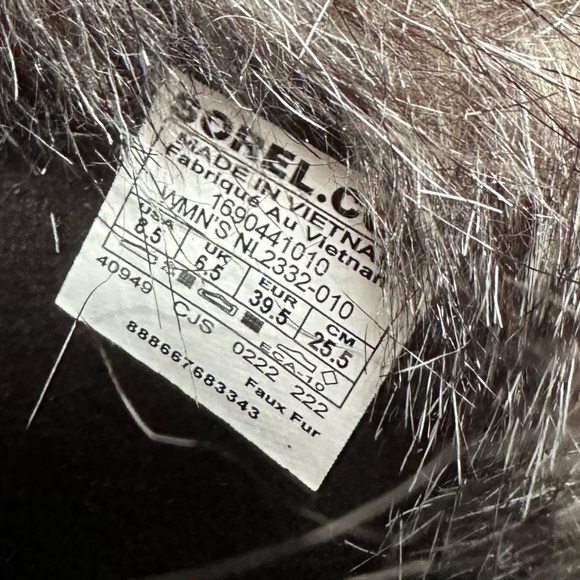 SOREL.CO
MADE IN VIETNAM
Fabriqué Au Vietnam
1690441010
WMN'S NL2332-010
USA UK EUR CM
8.5 6.5 39.5 25.5
ECA-10
40949 CJS 0222 222
Faux Fur
888667683343